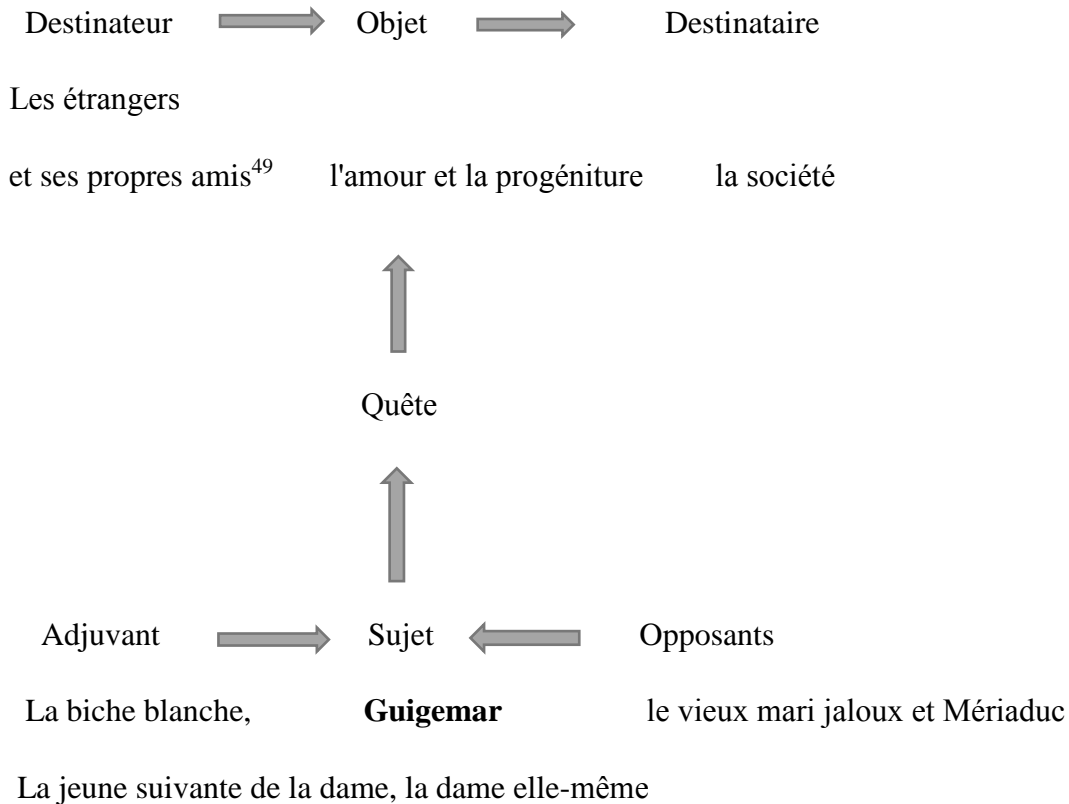 Destinateur Objet Destinataire
Les étrangers
et ses propres amis49 l'amour et la progéniture la société
Quête
Adjuvant Sujet Opposants
La biche blanche, Guigemar le vieux mari jaloux et Mériaduc
La jeune suivante de la dame, la dame elle-même